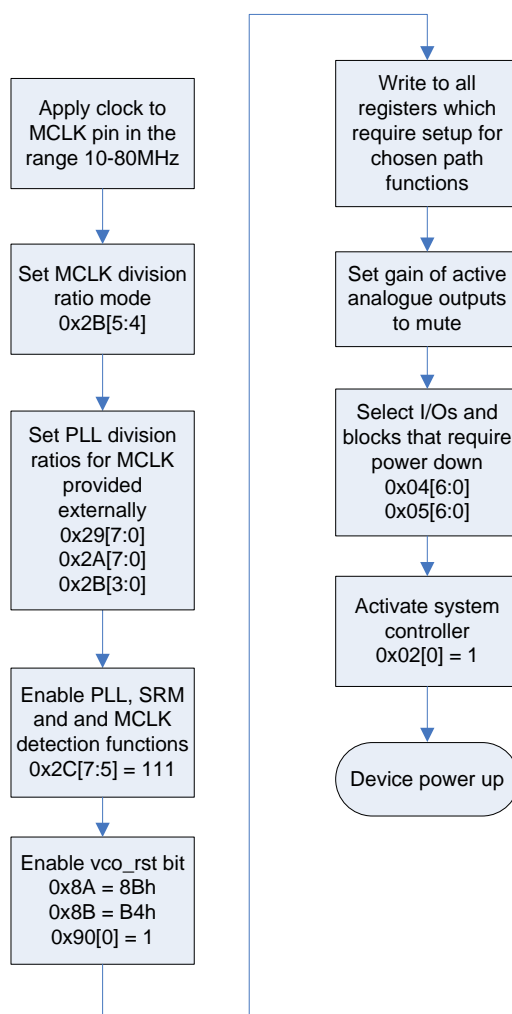 Apply clock to
MCLK pin in the
range 10-80MHz
Set MCLK division
ratio mode
0x2B[5:4]
Set PLL division
ratios for MCLK
provided
externally
0x29[7:0]
0x2A[7:0]
0x2B[3:0]
Enable PLL, SRM
and and MCLK
detection functions
0x2C[7:5] = 111
Enable vco_rst bit
0x8A = 8Bh
0x8B = B4h
0x90[0] = 1
Write to all
registers which
require setup for
chosen path
functions
Set gain of active
analogue outputs
to mute
Select I/Os and
blocks that require
power down
0x04[6:0]
0x05[6:0]
Activate system
controller
0x02[0] = 1
Device power up